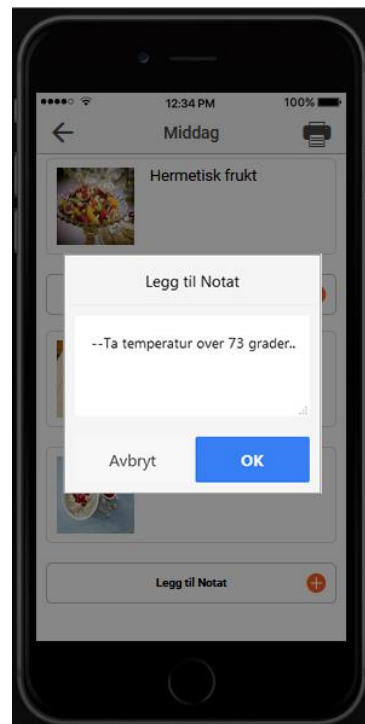 12:34 PM 100%
Middag
Hermetisk frukt
Legg til Notat
--Ta temperatur over 73 grader..
Avbryt OK
Legg til Notat